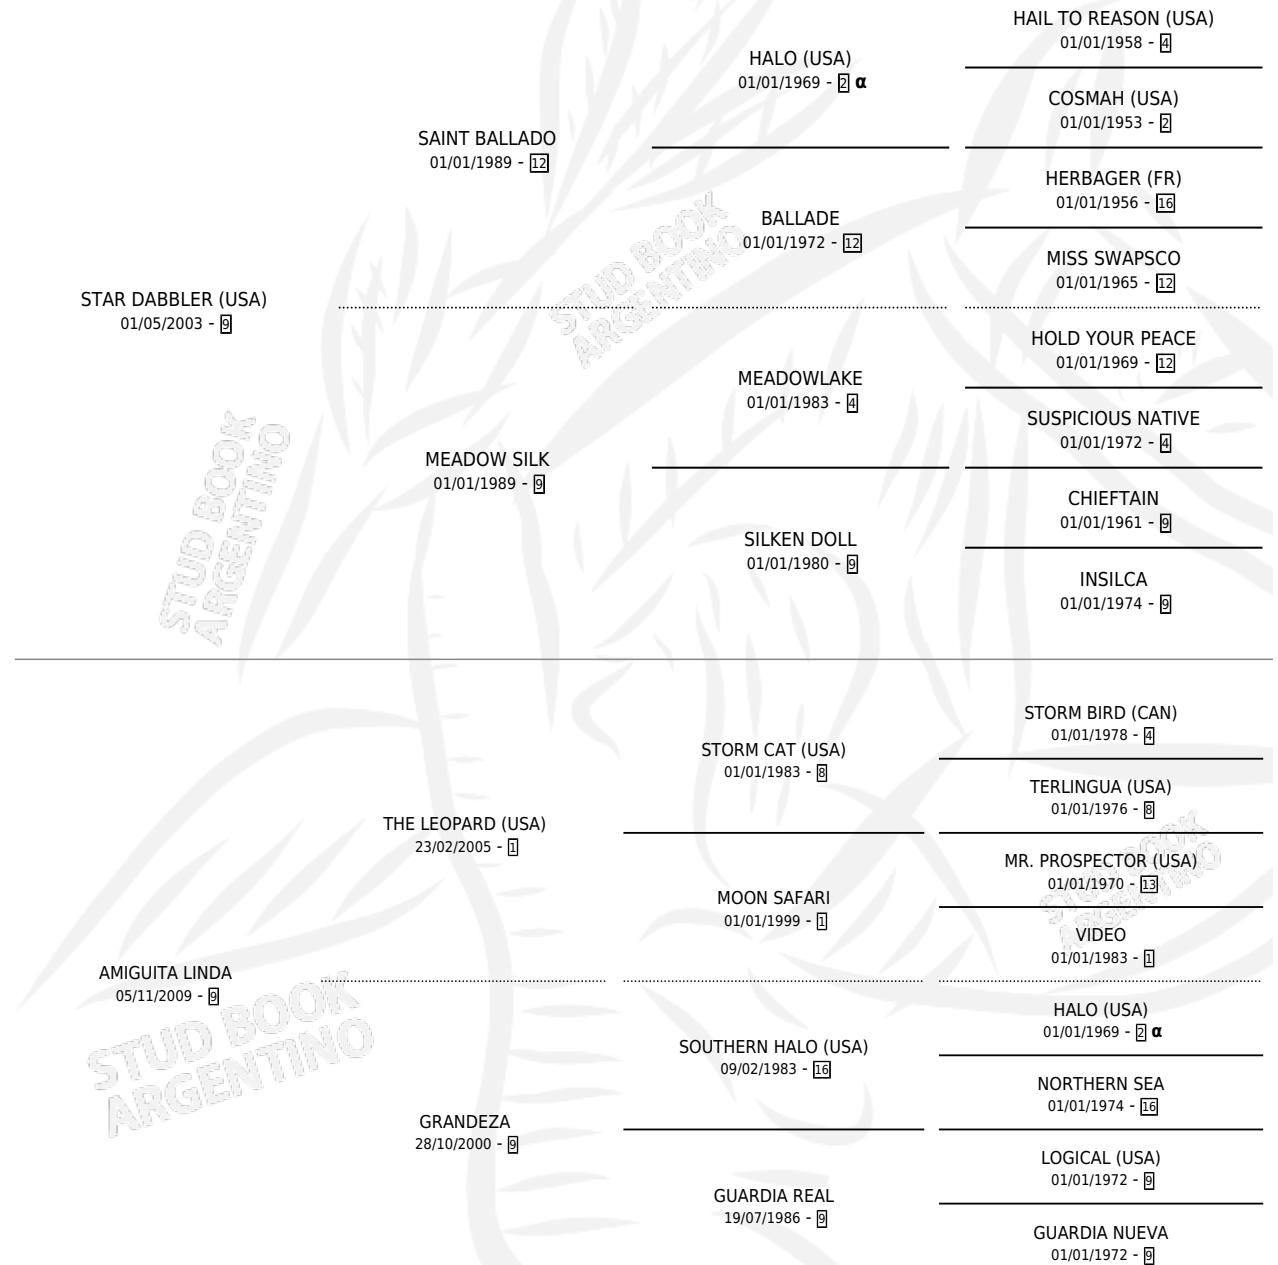 HAIL TO REASON (USA)
01/01/1958 - 4
HALO (USA)
01/01/1969 - 2 α
COSMAH (USA)
01/01/1953 - 2
SAINT BALLADO
01/01/1989 - 12
HERBAGER (FR)
01/01/1956 - 16
BALLADE
01/01/1972 - 12
MISS SWAPSCO
01/01/1965 - 12
STAR DABBLER (USA)
01/05/2003 - 9
HOLD YOUR PEACE
01/01/1969 - 12
MEADOWLAKE
01/01/1983 - 4
SUSPICIOUS NATIVE
01/01/1972 - 4
MEADOW SILK
01/01/1989 - 9
CHIEFTAIN
01/01/1961 - 9
SILKEN DOLL
01/01/1980 - 9
INSILCA
01/01/1974 - 9
STORM BIRD (CAN)
01/01/1978 - 4
STORM CAT (USA)
01/01/1983 - 8
TERLINGUA (USA)
01/01/1976 - 8
THE LEOPARD (USA)
23/02/2005 - 1
MR. PROSPECTOR (USA)
01/01/1970 - 13
MOON SAFARI
01/01/1999 - 1
VIDEO
01/01/1983 - 1
AMIGUITA LINDA
05/11/2009 - 9
HALO (USA)
01/01/1969 - 2 α
SOUTHERN HALO (USA)
09/02/1983 - 16
NORTHERN SEA
01/01/1974 - 16
GRANDEZA
28/10/2000 - 9
LOGICAL (USA)
01/01/1972 - 9
GUARDIA REAL
19/07/1986 - 9
GUARDIA NUEVA
01/01/1972 - 9
STUD BOOK
ARGENTINO
STUD BOOK
ARGENTINO
STUD BOOK
ARGENTINO
STUD BOOK
ARGENTINO